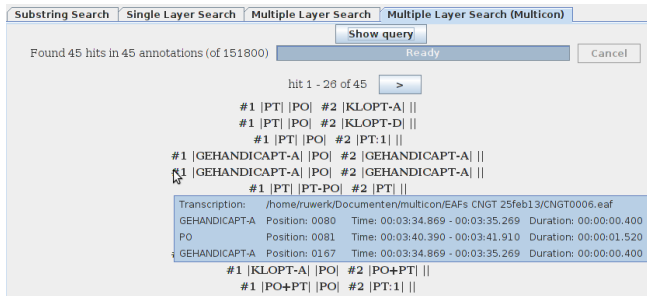 Substring Search Single Layer Search Multiple Layer Search Multiple Layer Search (Multicon)
Show query
Found 45 hits in 45 annotations (of 151800) Ready Cancel
hit 1 - 26 of 45 >
#1 |PT| |PO| #2 |KLOPT-A| ||
#1 |PT| |PO| #2 |KLOPT-D| ||
#1 |PT| |PO| #2 |PT:1| ||
#1 |GEHANDICAPT-A| |PO| #2 |GEHANDICAPT-A| ||
#1 |GEHANDICAPT-A| |PO| #2 |GEHANDICAPT-A| ||
#1 |PT| |PT-PO| #2 |PT| ||
Transcription: /home/ruwerk/Documenten/multicon/EAFs CNGT 25feb13/CNGT0006.eaf
GEHANDICAPT-A Position: 0080 Time: 00:03:34.869 - 00:03:35.269 Duration: 00:00:00.400
PO Position: 0081 Time: 00:03:40.390 - 00:03:41.910 Duration: 00:00:01.520
GEHANDICAPT-A Position: 0167 Time: 00:03:34.869 - 00:03:35.269 Duration: 00:00:00.400
#1 |KLOPT-A| |PO| #2 |PO+PT| ||
#1 |PO+PT| |PO| #2 |PT:1| ||